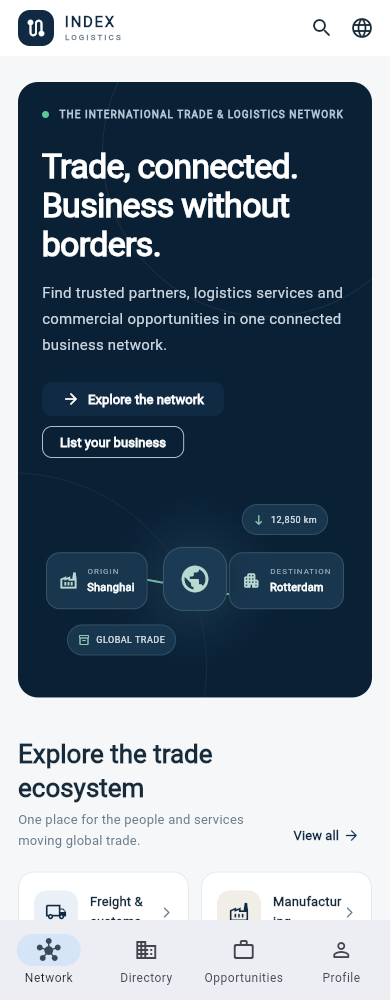 INDEX
LOGISTICS
THE INTERNATIONAL TRADE & LOGISTICS NETWORK
Trade, connected.
Business without
borders.
Find trusted partners, logistics services and
commercial opportunities in one connected
business network.
Explore the network
List your business
12,850 km
ORIGIN
Shanghai
DESTINATION
Rotterdam
GLOBAL TRADE
Explore the trade
ecosystem
One place for the people and services
moving global trade.
View all
Freight &
customs
Manufactur
ing
Network
Directory
Opportunities
Profile